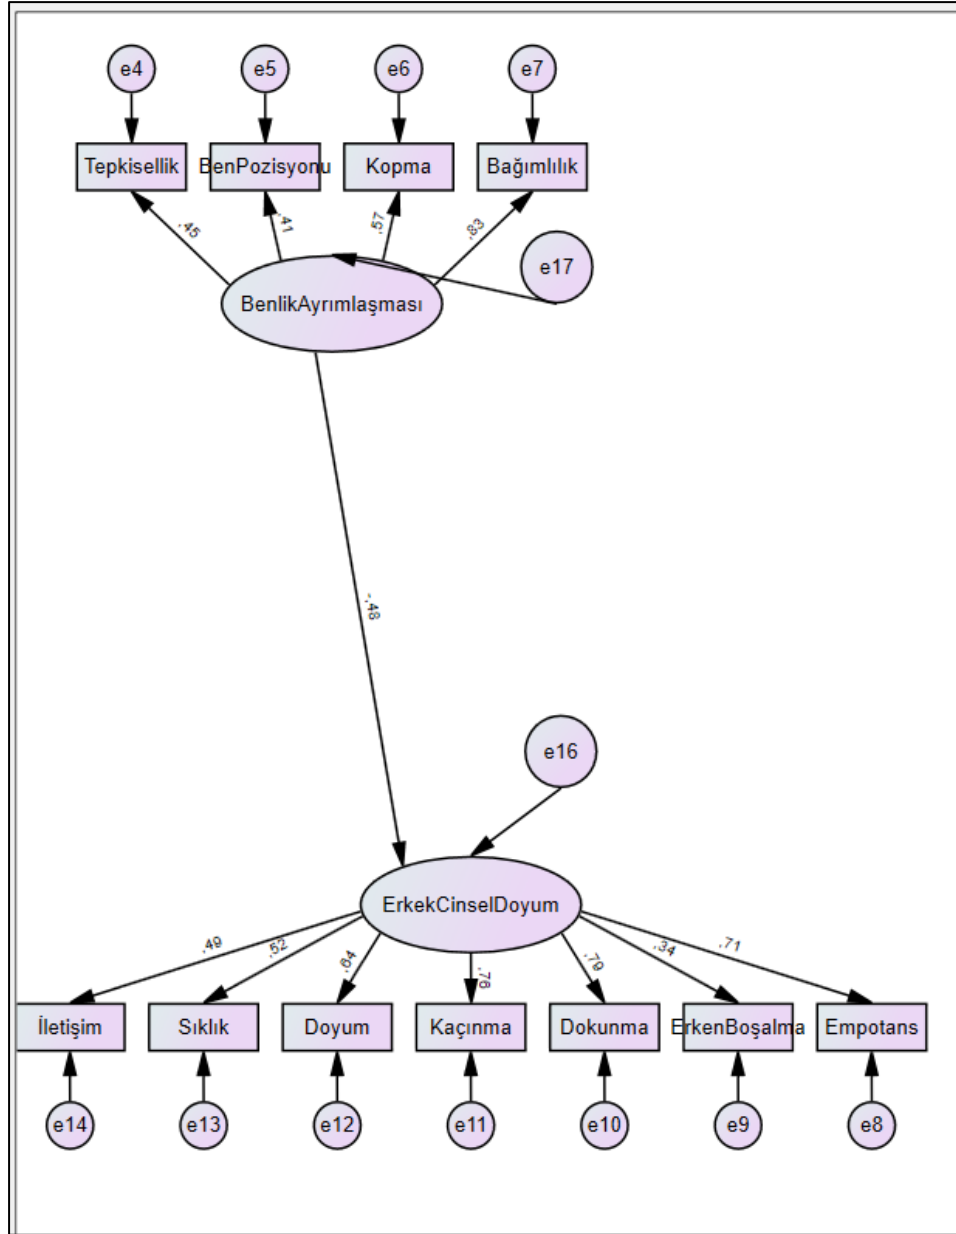 e4
e5
e6
e7
Tepkisellik
BenPozisyonu
Kopma
Bağımlılık
,45
,41
,57
,83
e17
BenlikAyrımlaşması
-,48
e16
ErkekCinselDoyum
,49
,52
,64
,76
,79
,34
,71
İletişim
Sıklık
Doyum
Kaçınma
Dokunma
ErkenBoşalma
Empotans
e14
e13
e12
e11
e10
e9
e8